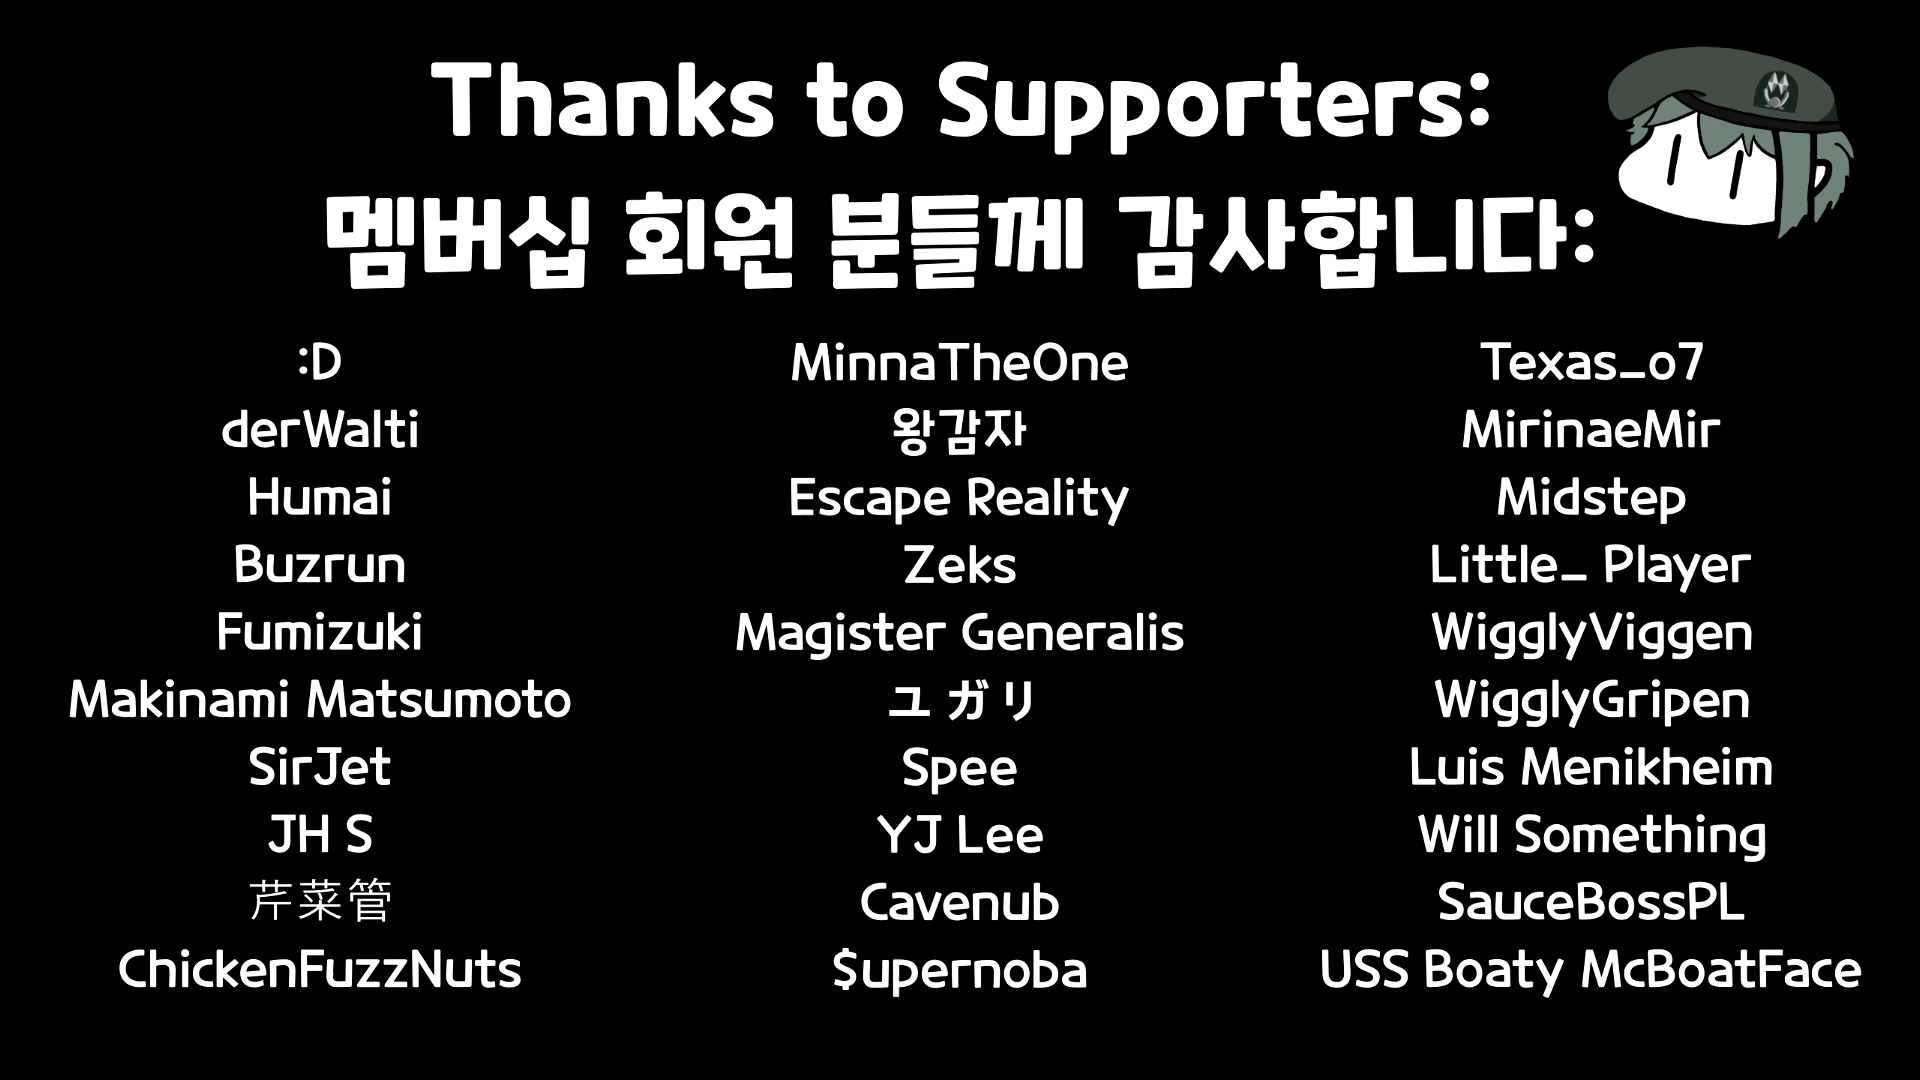 Thanks to Supporters:
멤버십 회원 분들께 감사합니다:
:D
derWalti
Humai
Buzrun
Fumizuki
Makinami Matsumoto
SirJet
JH S
芹菜管
ChickenFuzzNuts
MinnaTheOne
왕감자
Escape Reality
Zeks
Magister Generalis
ユ ガ リ
Spee
YJ Lee
Cavenub
$upernoba
Texas_o7
MirinaeMir
Midstep
Little_ Player
WigglyViggen
WigglyGripen
Luis Menikheim
Will Something
SauceBossPL
USS Boaty McBoatFace